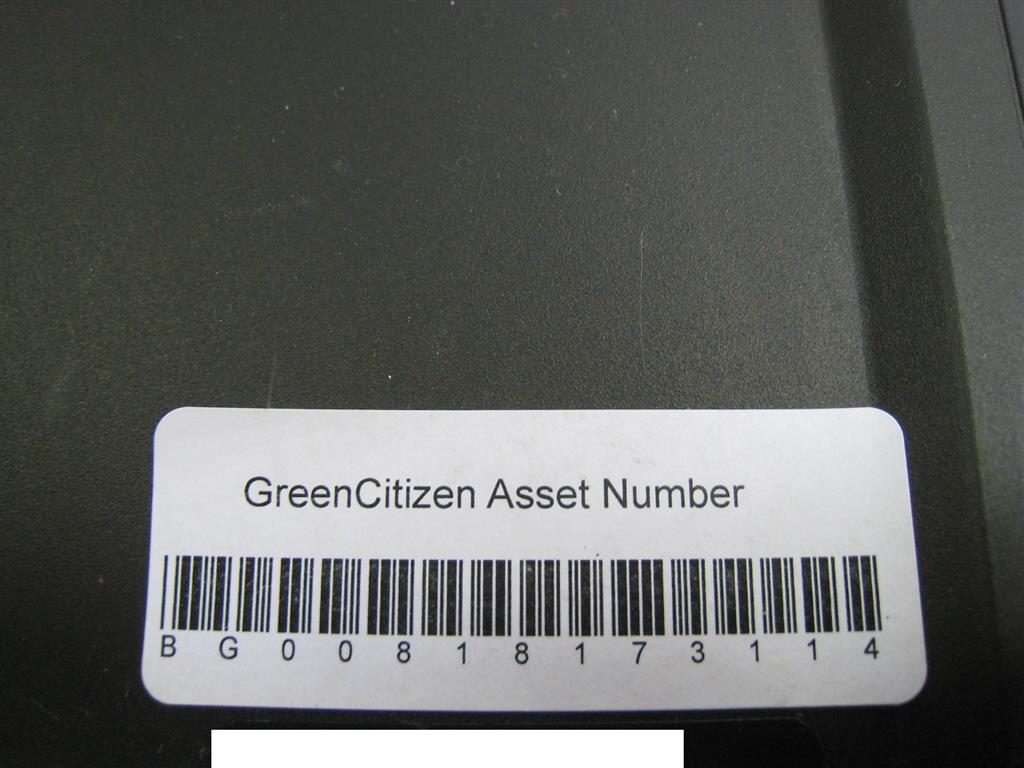 GreenCitizen Asset Number
B G 0 0 8 1 8 1 7 3 1 1 4